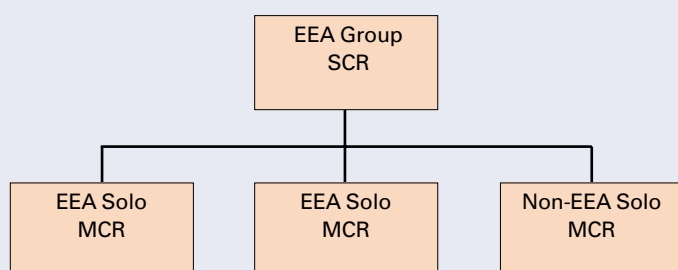 EEA Group
SCR
EEA Solo
MCR
EEA Solo
MCR
Non-EEA Solo
MCR